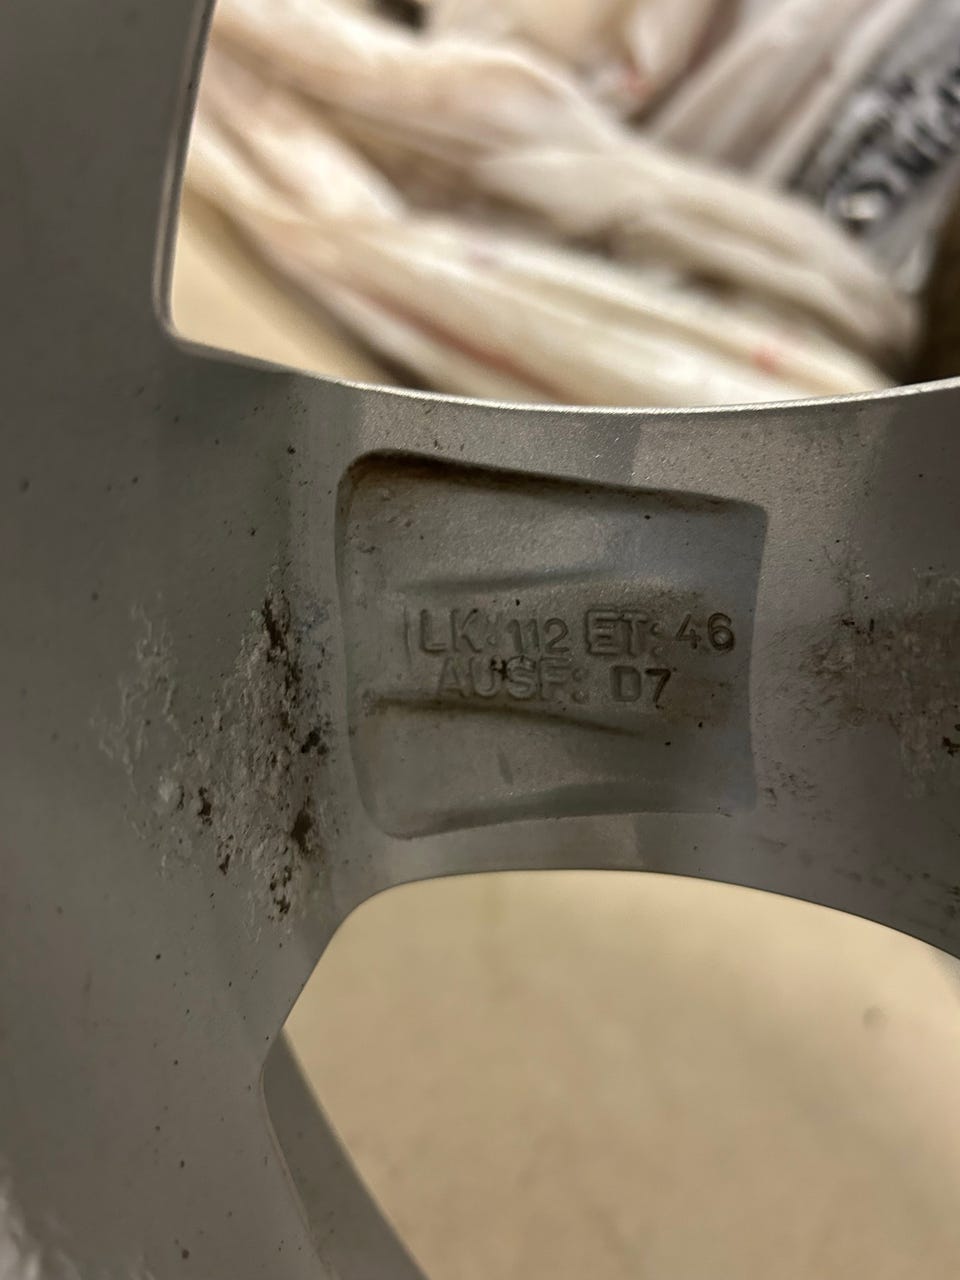 LK: 112 ET: 46
AUSF: D7